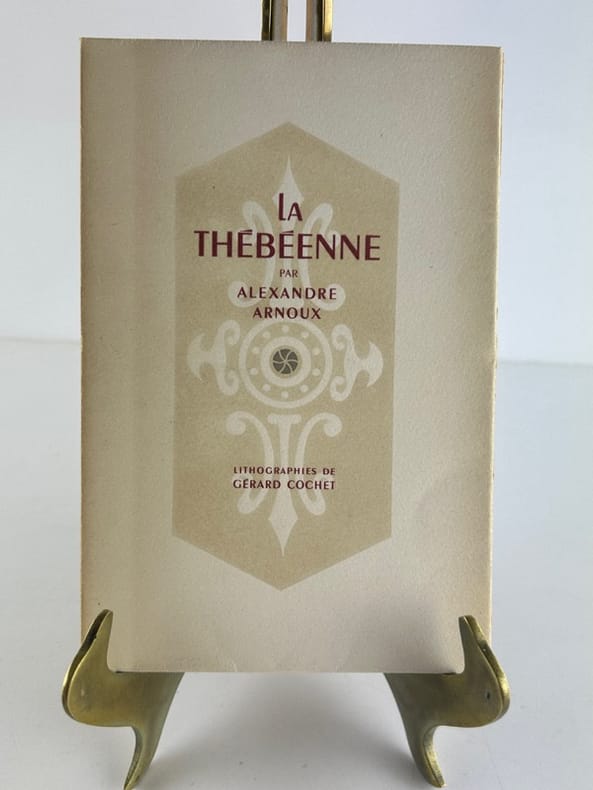 LA
THÉBÉENNE
PAR
ALEXANDRE
ARNOUX
LITHOGRAPHIES DE
GÉRARD COCHET